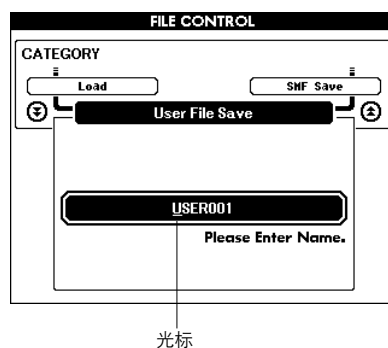 FILE CONTROL
CATEGORY
Load
SMF Save
User File Save
USER001
Please Enter Name.
光标